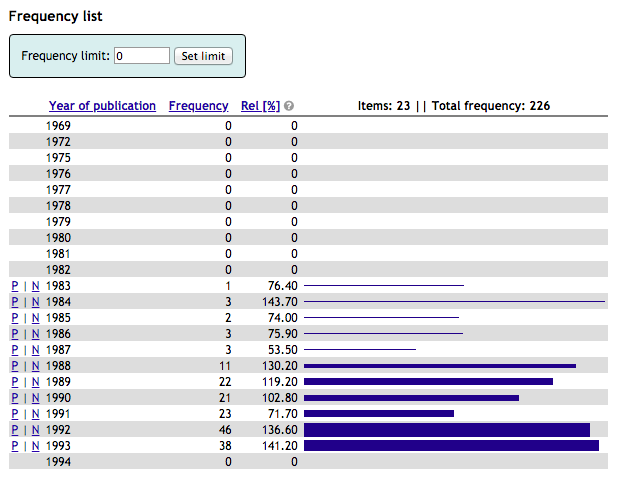 Frequency list
Frequency limit: 0 Set limit
Year of publication Frequency Rel [%] ? Items: 23 || Total frequency: 226
1969 0 0
1972 0 0
1975 0 0
1976 0 0
1977 0 0
1978 0 0
1979 0 0
1980 0 0
1981 0 0
1982 0 0
P | N 1983 1 76.40
P | N 1984 3 143.70
P | N 1985 2 74.00
P | N 1986 3 75.90
P | N 1987 3 53.50
P | N 1988 11 130.20
P | N 1989 22 119.20
P | N 1990 21 102.80
P | N 1991 23 71.70
P | N 1992 46 136.60
P | N 1993 38 141.20
1994 0 0